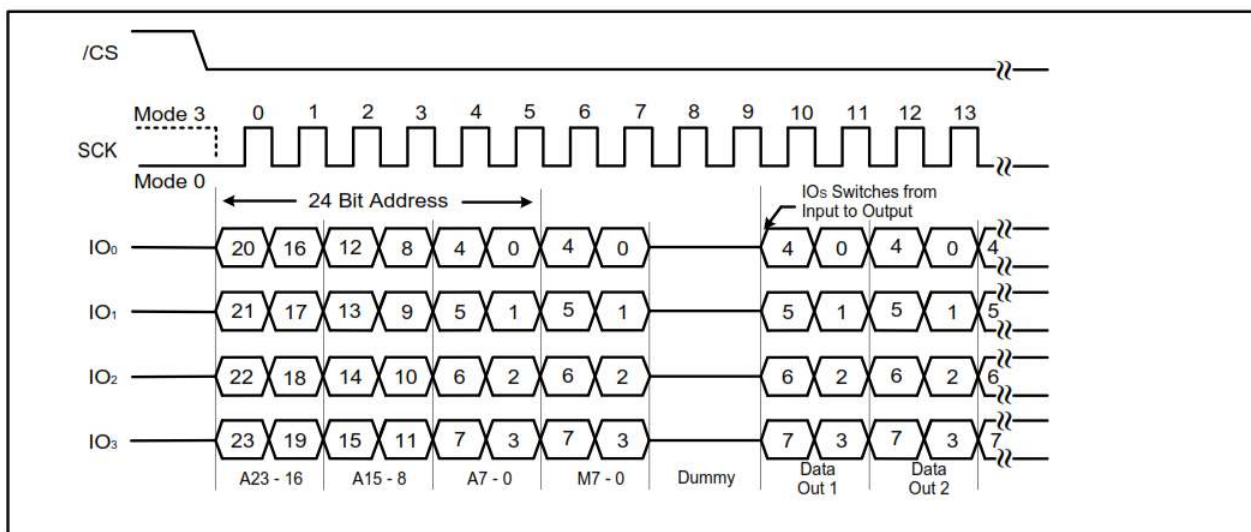 /CS
Mode 3 0 1 2 3 4 5 6 7 8 9 10 11 12 13
SCK
Mode 0
24 Bit Address
IOs Switches from
Input to Output
IO₀ 20 16 12 8 4 0 4 0 4 0 4 0 4
IO₁ 21 17 13 9 5 1 5 1 5 1 5 1 5
IO₂ 22 18 14 10 6 2 6 2 6 2 6 2 6
IO₃ 23 19 15 11 7 3 7 3 7 3 7 3 7
A23 - 16 A15 - 8 A7 - 0 M7 - 0 Dummy Data Data
Out 1 Out 2